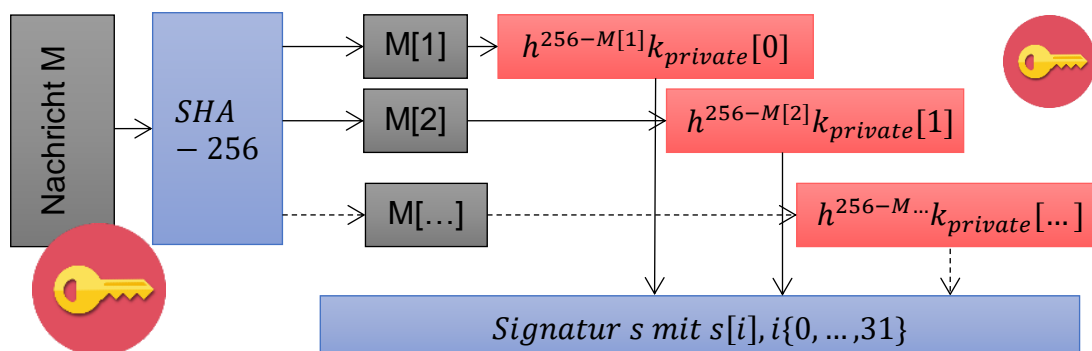 Nachricht M
SHA
− 256
M[1]
h^{256−M[1]}k_{private}[0]
M[2]
h^{256−M[2]}k_{private}[1]
M[…]
h^{256−M…}k_{private}[…]
Signatur s mit s[i], i{0, … ,31}